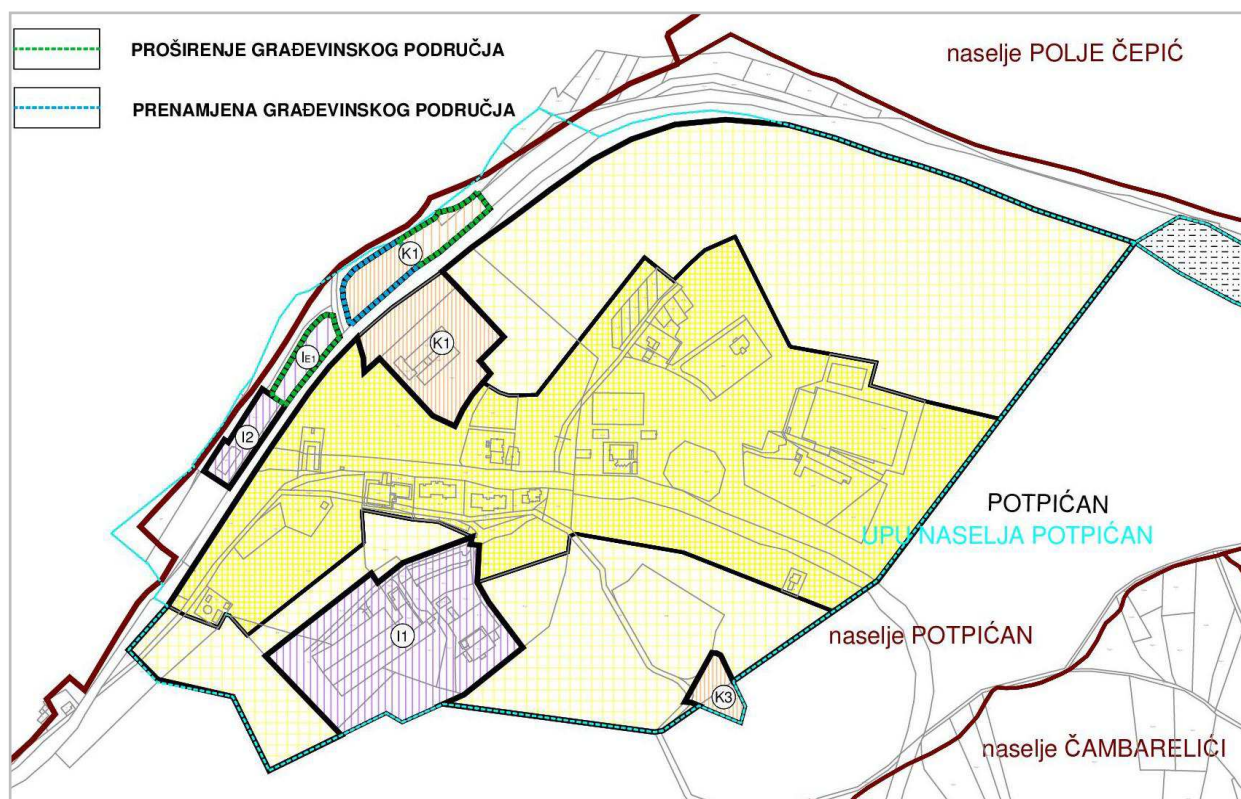 PROŠIRENJE GRAĐEVINSKOG PODRUČJA
PRENAMJENA GRAĐEVINSKOG PODRUČJA
naselje POLJE ČEPIĆ
K1
K1
IE1
I2
POTPIĆAN
UPU NASELJA POTPIĆAN
I1
naselje POTPIĆAN
K3
naselje ČAMBARELIĆI